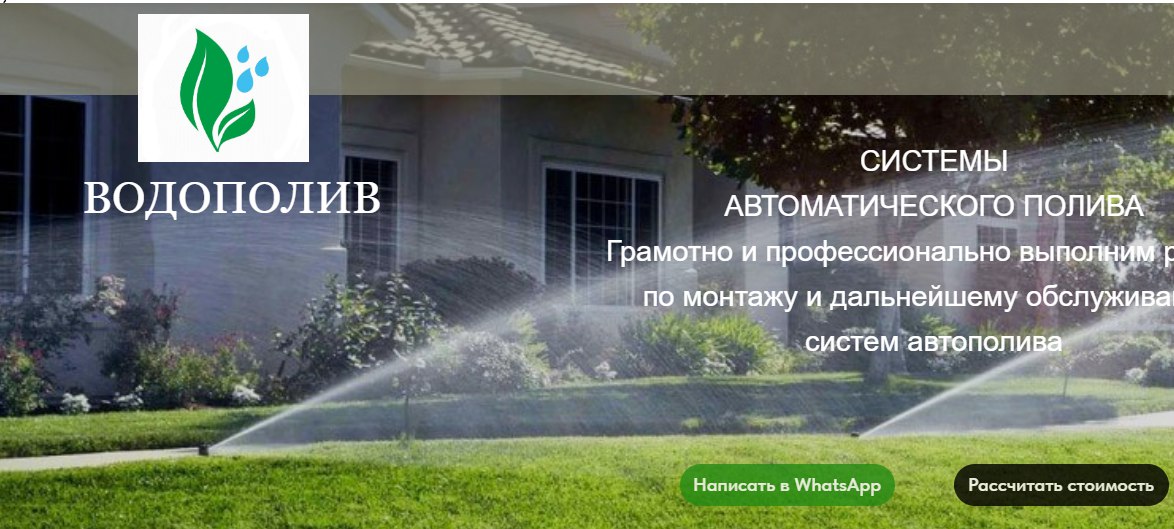 ВОДОПОЛИВ
СИСТЕМЫ
АВТОМАТИЧЕСКОГО ПОЛИВА
Грамотно и профессионально выполним
по монтажу и дальнейшему
систем автополива
Написать в WhatsApp
Рассчитать стоимость